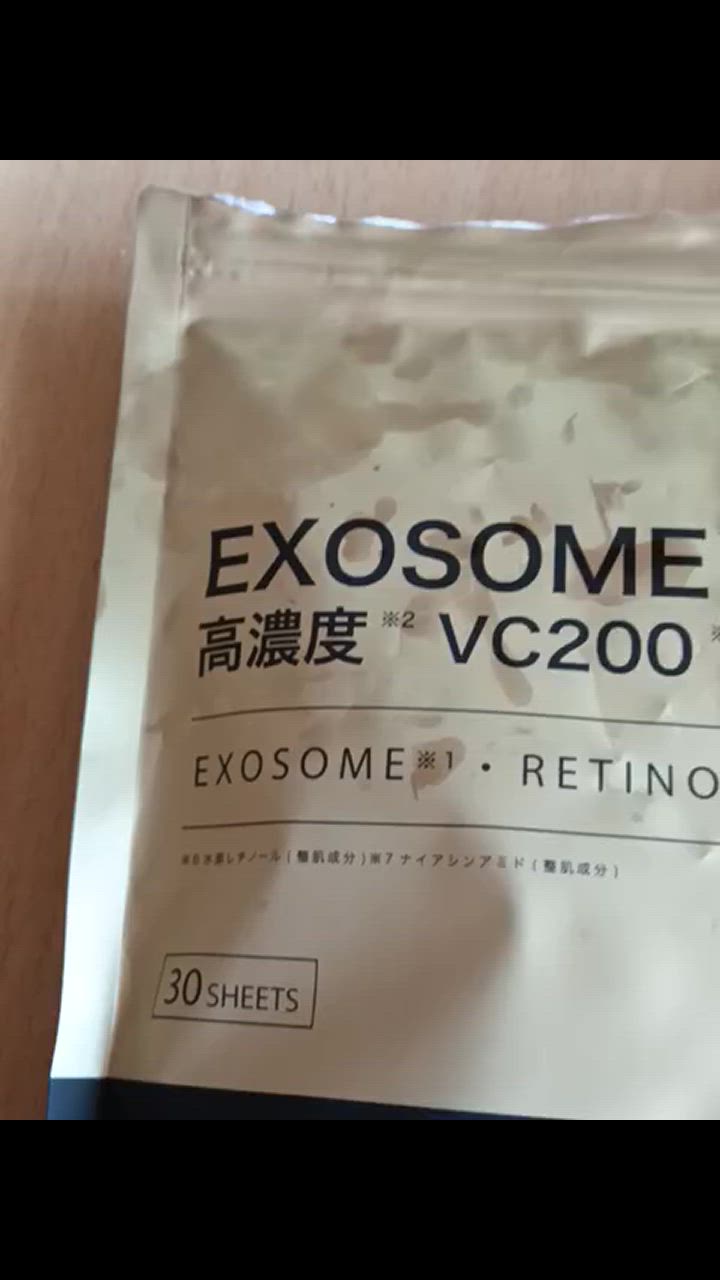 EXOSOME
高濃度※2 VC200 ※
EXOSOME※1・RETINO
※6 水添レチノール(整肌成分)※7 ナイアシンアミド(整肌成分)
30 SHEETS